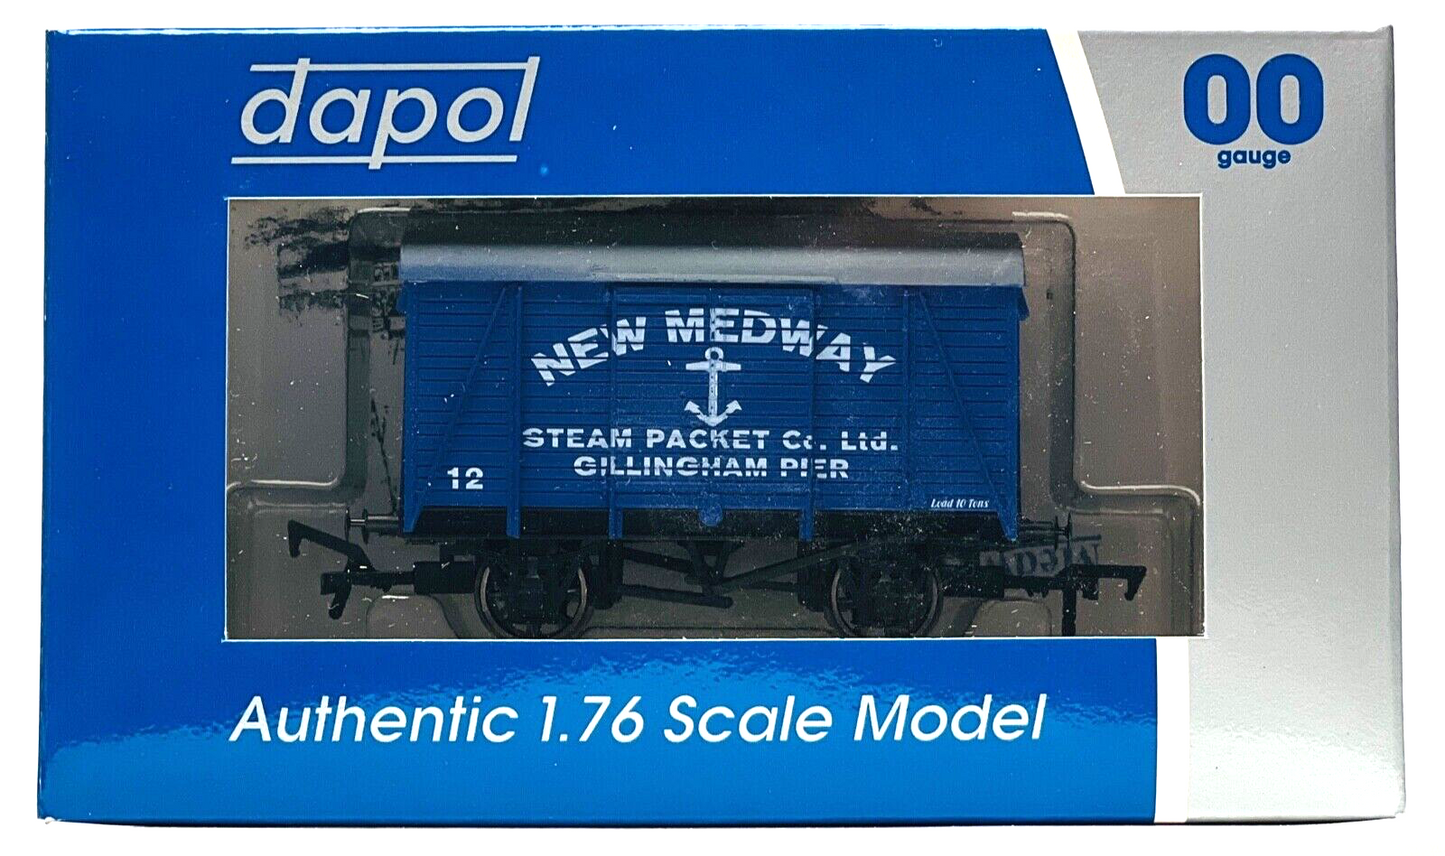 dapol
00
gauge
NEW MEDWAY
STEAM PACKET Co. Ltd.
GILLINGHAM PIER
12
Load 10 Tons
Authentic 1.76 Scale Model